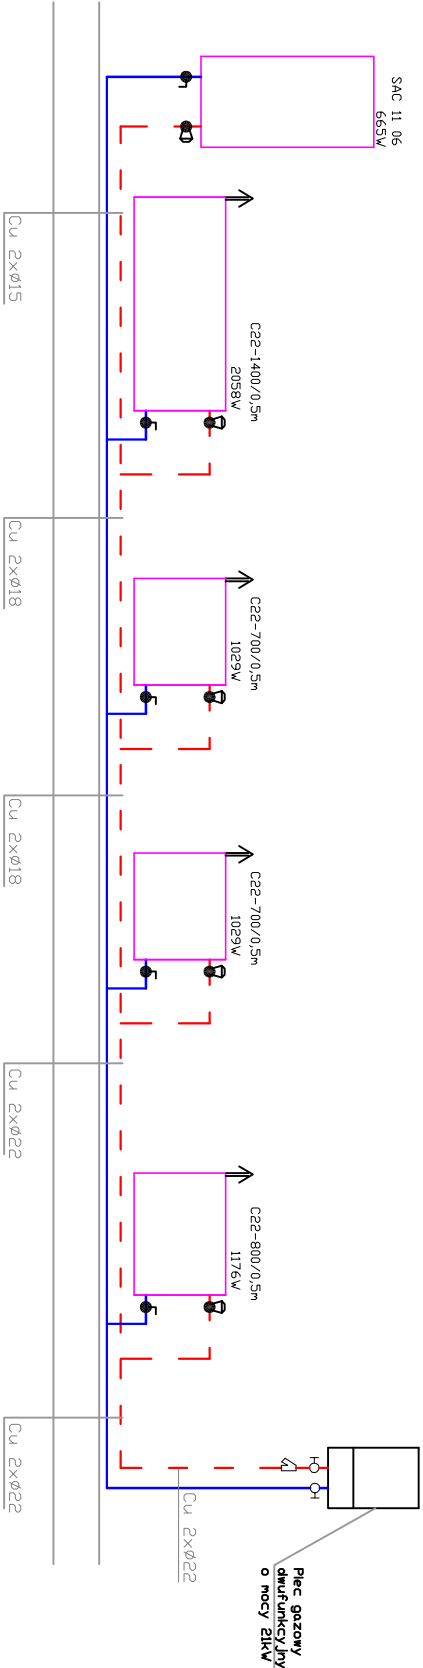 SAC 11 06
665W
C22-1400/0,5m
2058W
C22-700/0,5m
1029W
C22-700/0,5m
1029W
C22-800/0,5m
1176W
Piec gazowy
dwufunkcyjny
o mocy 21kW
Cu 2xø15
Cu 2xø18
Cu 2xø18
Cu 2xø22
Cu 2xø22
Cu 2xø22